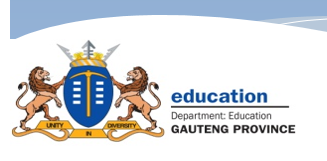 education
Department: Education
GAUTENG PROVINCE
UNITY
IN
DIVERSITY